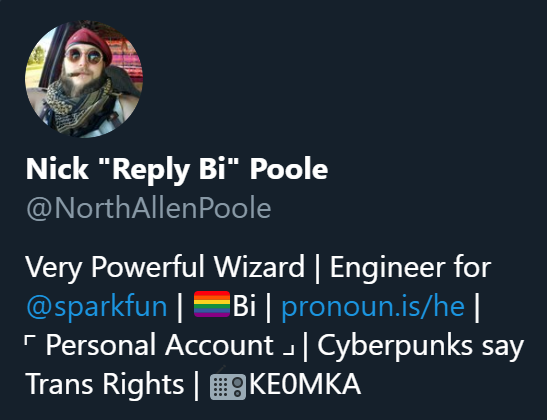 Nick "Reply Bi" Poole
@NorthAllenPoole
Very Powerful Wizard | Engineer for
@sparkfun | 🏳️‍🌈Bi | pronoun.is/he |
⌜ Personal Account ⌟ | Cyberpunks say
Trans Rights | 📻KE0MKA